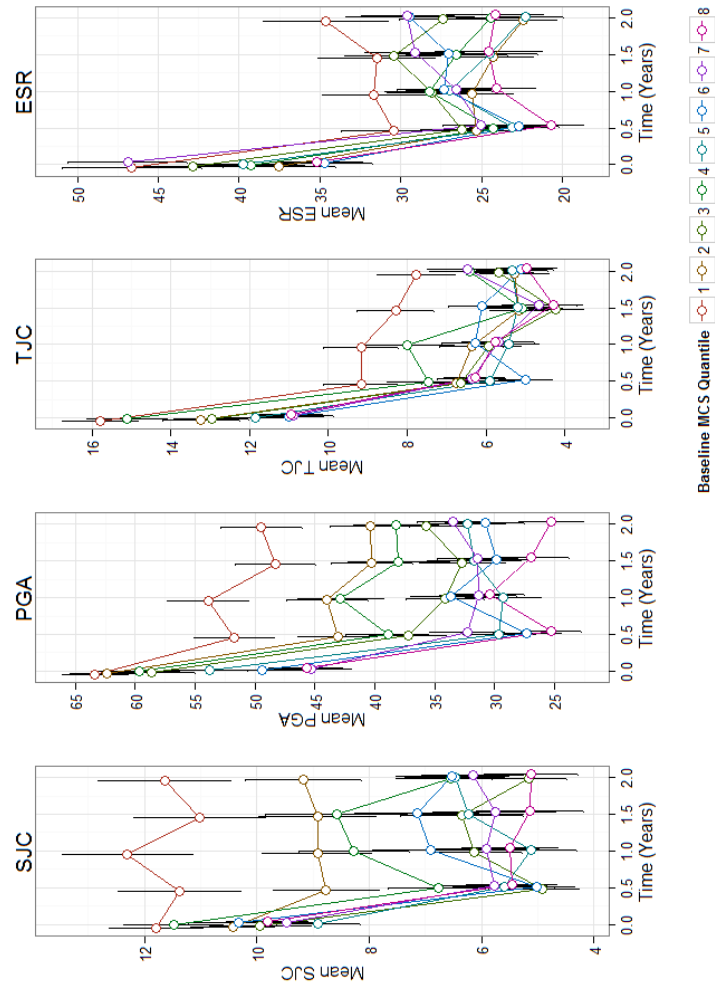 SJC
Mean SJC
12
10
8
6
4
0.0 0.5 1.0 1.5 2.0
Time (Years)
PGA
Mean PGA
65
60
55
50
45
40
35
30
25
0.0 0.5 1.0 1.5 2.0
Time (Years)
TJC
Mean TJC
16
14
12
10
8
6
4
0.0 0.5 1.0 1.5 2.0
Time (Years)
ESR
Mean ESR
50
45
40
35
30
25
20
0.0 0.5 1.0 1.5 2.0
Time (Years)
Baseline MCS Quantile 1 2 3 4 5 6 7 8